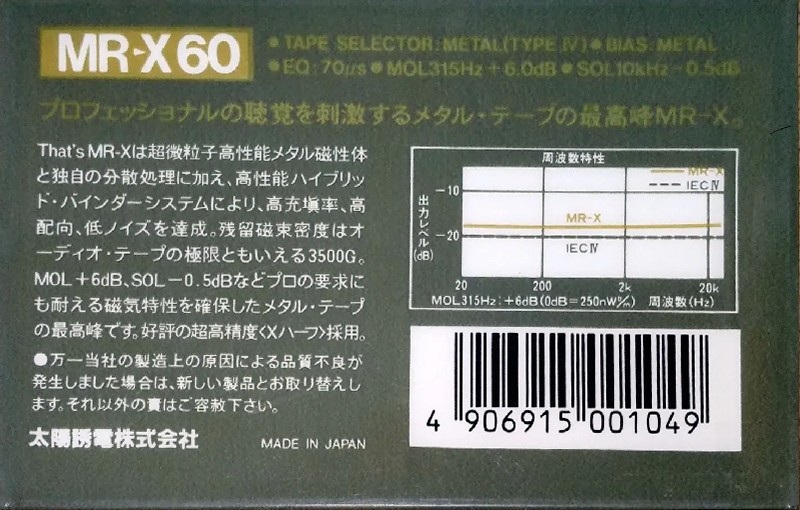 MR-X60
● TAPE SELECTOR: METAL(TYPE IV) ● BIAS: METAL
● EQ: 70μs ● MOL315Hz + 6.0dB ● SOL10kHz − 0.5dB
プロフェッショナルの聴覚を刺激するメタル・テープの最高峰MR-X。
That's MR-Xは超微粒子高性能メタル磁性体
と独自の分散処理に加え、高性能ハイブリッ
ド・バインダーシステムにより、高充塡率、高
配向、低ノイズを達成。残留磁束密度はオ
ーディオ・テープの極限ともいえる3500G。
MOL+6dB、SOL−0.5dBなどプロの要求に
も耐える磁気特性を確保したメタル・テープ
の最高峰です。好評の超高精度〈Xハーフ〉採用。
●万一当社の製造上の原因による品質不良が
発生しました場合は、新しい製品とお取り替えし
ます。それ以外の責はご容赦下さい。
太陽誘電株式会社
MADE IN JAPAN
周波数特性
MR-X
IEC IV
出力レベル(dB)
−10
−20
MR-X
IEC IV
20 200 2k 20k
MOL315Hz:+6dB(0dB=250nW/m) 周波数(Hz)
4 906915 001049